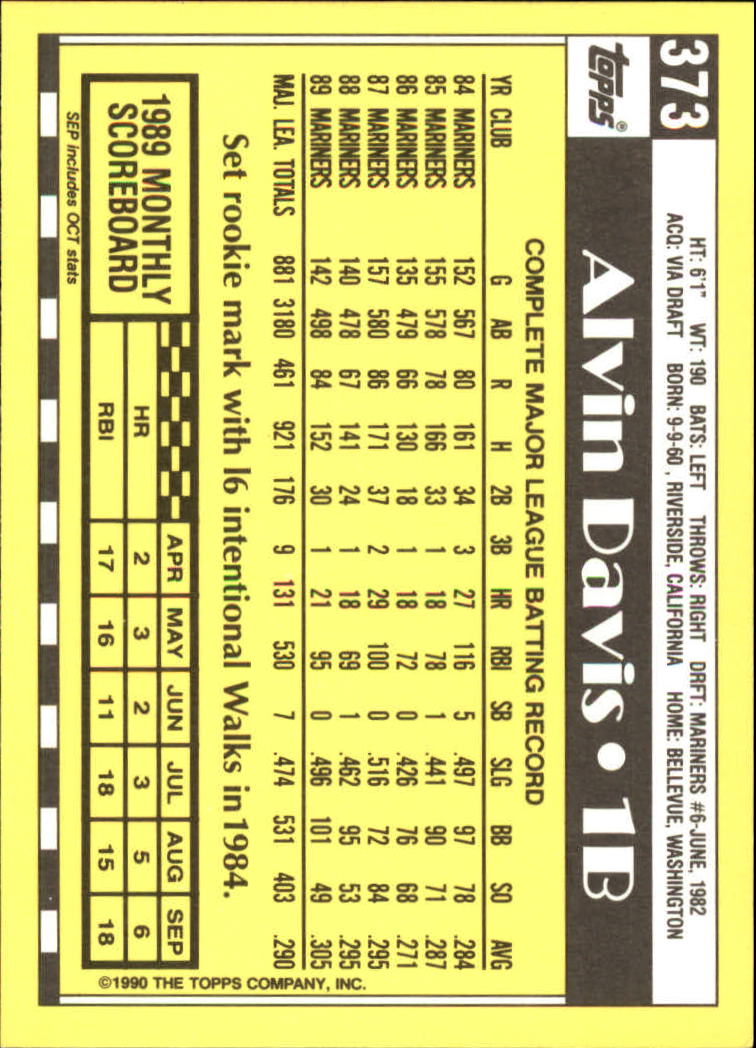 373
topps®
HT: 6'1" WT: 190 BATS: LEFT THROWS: RIGHT DRFT: MARINERS #6-JUNE, 1982
ACQ: VIA DRAFT BORN: 9-9-60, RIVERSIDE, CALIFORNIA HOME: BELLEVUE, WASHINGTON
Alvin Davis • 1B
COMPLETE MAJOR LEAGUE BATTING RECORD
YR CLUB G AB R H 2B 3B HR RBI SB SLG BB SO AVG
84 MARINERS 152 567 80 161 34 3 27 116 5 .497 97 78 .284
85 MARINERS 155 578 78 166 33 1 18 78 1 .441 90 71 .287
86 MARINERS 135 479 66 130 18 1 18 72 0 .426 76 68 .271
87 MARINERS 157 580 86 171 37 2 29 100 0 .516 72 84 .295
88 MARINERS 140 478 67 141 24 1 18 69 1 .462 95 53 .295
89 MARINERS 142 498 84 152 30 1 21 95 0 .496 101 49 .305
MAJ. LEA. TOTALS 881 3180 461 921 176 9 131 530 7 .474 531 403 .290
Set rookie mark with 16 intentional Walks in 1984.
1989 MONTHLY
SCOREBOARD
APR MAY JUN JUL AUG SEP
HR 2 3 2 3 5 6
RBI 17 16 11 18 15 18
SEP includes OCT stats
©1990 THE TOPPS COMPANY, INC.